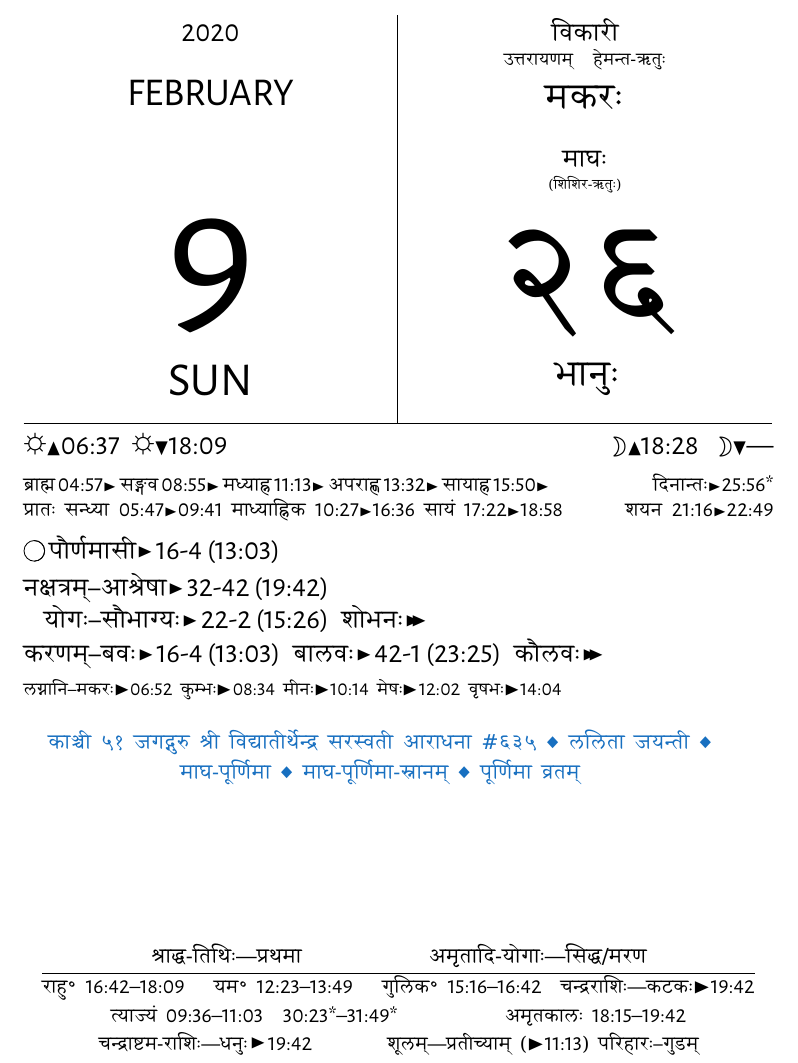 2020
FEBRUARY
9
SUN
विकारी
उत्तरायणम् हेमन्त-ऋतुः
मकरः
माघः
(शिशिर-ऋतुः)
२६
भानुः
☼▲06:37 ☼▼18:09
☽▲18:28 ☽▼—
ब्राह्म 04:57► सङ्गव 08:55► मध्याह्न 11:13► अपराह्ण 13:32► सायाह्न 15:50►
दिनान्तः►25:56*
प्रातः सन्ध्या 05:47►09:41 माध्याह्निक 10:27►16:36 सायं 17:22►18:58
शयन 21:16►22:49
○ पौर्णमासी►16-4 (13:03)
नक्षत्रम्–आश्रेषा►32-42 (19:42)
योगः–सौभाग्यः►22-2 (15:26) शोभनः►►
करणम्–बवः►16-4 (13:03) बालवः►42-1 (23:25) कौलवः►►
लग्नानि–मकरः►06:52 कुम्भः►08:34 मीनः►10:14 मेषः►12:02 वृषभः►14:04
काञ्ची ५१ जगद्गुरु श्री विद्यातीर्थेन्द्र सरस्वती आराधना #६३५ ◆ ललिता जयन्ती ◆
माघ-पूर्णिमा ◆ माघ-पूर्णिमा-स्नानम् ◆ पूर्णिमा व्रतम्
श्राद्ध-तिथिः—प्रथमा अमृतादि-योगाः—सिद्ध/मरण
राहु॰ 16:42–18:09 यम॰ 12:23–13:49 गुलिक॰ 15:16–16:42 चन्द्रराशिः—कटकः►19:42
त्याज्यं 09:36–11:03 30:23*–31:49* अमृतकालः 18:15–19:42
चन्द्राष्टम-राशिः—धनुः►19:42 शूलम्—प्रतीच्याम् (►11:13) परिहारः–गुडम्